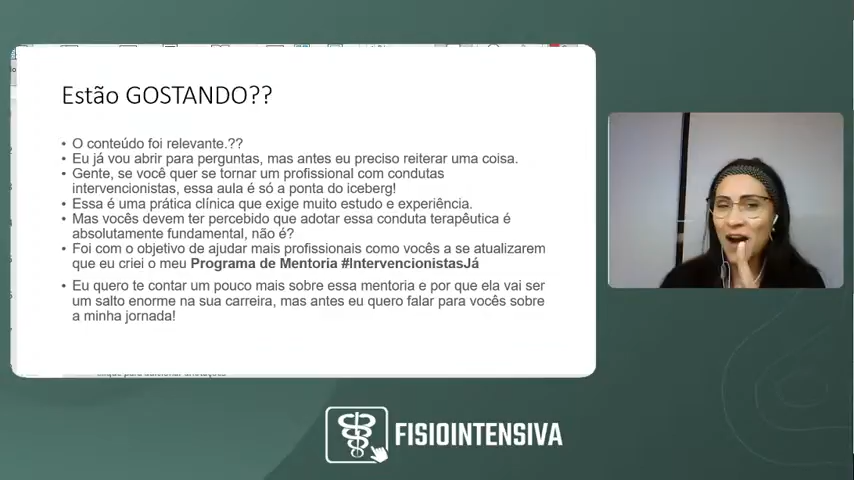 Estão GOSTANDO??
• O conteúdo foi relevante.??
• Eu já vou abrir para perguntas, mas antes eu preciso reiterar uma coisa.
• Gente, se você quer se tornar um profissional com condutas
intervencionistas, essa aula é só a ponta do iceberg!
• Essa é uma prática clínica que exige muito estudo e experiência.
• Mas vocês devem ter percebido que adotar essa conduta terapêutica é
absolutamente fundamental, não é?
• Foi com o objetivo de ajudar mais profissionais como vocês a se atualizarem
que eu criei o meu Programa de Mentoria #IntervencionistasJá
• Eu quero te contar um pouco mais sobre essa mentoria e por que ela vai ser
um salto enorme na sua carreira, mas antes eu quero falar para vocês sobre
a minha jornada!
FISIOINTENSIVA